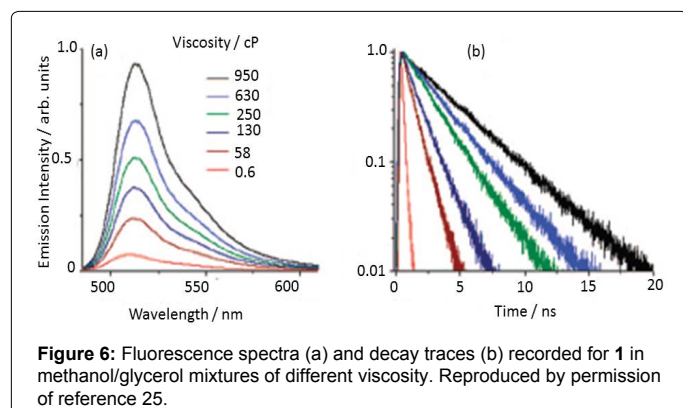 1.0
(a)
Viscosity / cP
950
630
250
130
58
0.6
Emission Intensity / arb. units
0.5
0
500
550
600
Wavelength / nm
(b)
1.0
0.1
0.01
0
5
10
15
20
Time / ns
Figure 6: Fluorescence spectra (a) and decay traces (b) recorded for 1 in
methanol/glycerol mixtures of different viscosity. Reproduced by permission
of reference 25.